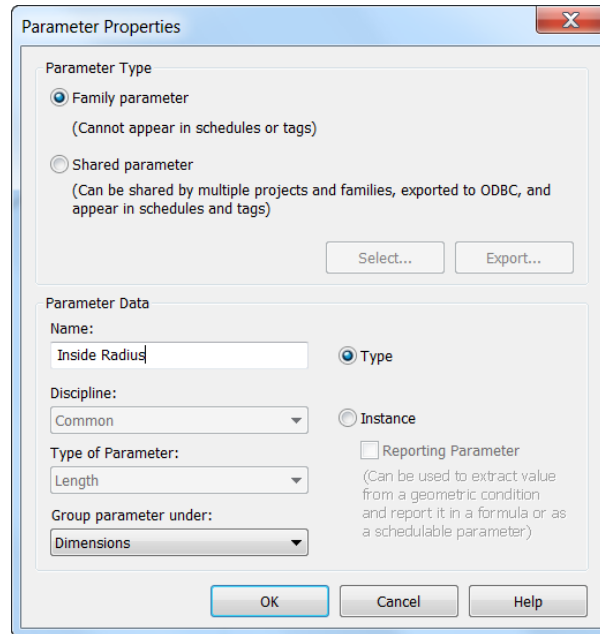 Parameter Properties
Parameter Type
Family parameter
(Cannot appear in schedules or tags)
Shared parameter
(Can be shared by multiple projects and families, exported to ODBC, and
appear in schedules and tags)
Select...
Export...
Parameter Data
Name:
Inside Radius
Type
Discipline:
Common
Instance
Type of Parameter:
Length
Reporting Parameter
(Can be used to extract value
from a geometric condition
and report it in a formula or as
a schedulable parameter)
Group parameter under:
Dimensions
OK
Cancel
Help